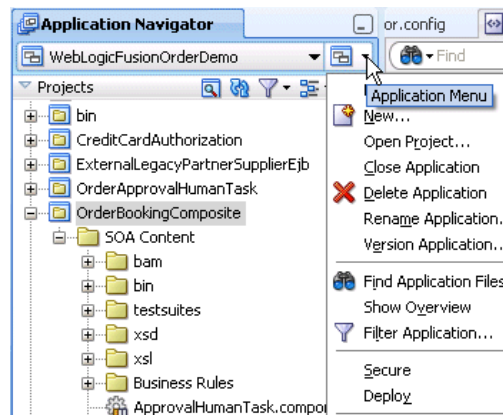 Application Navigator
or.config
WebLogicFusionOrderDemo
Find
Projects
Application Menu
bin
New...
CreditCardAuthorization
Open Project...
ExternalLegacyPartnerSupplierEjb
Close Application
OrderApprovalHumanTask
Delete Application
OrderBookingComposite
Rename Application.
SOA Content
Version Application..
bam
bin
Find Application Files
testsuites
Show Overview
xsd
Filter Application...
xsl
Secure
Business Rules
Deploy
ApprovalHumanTask.compo